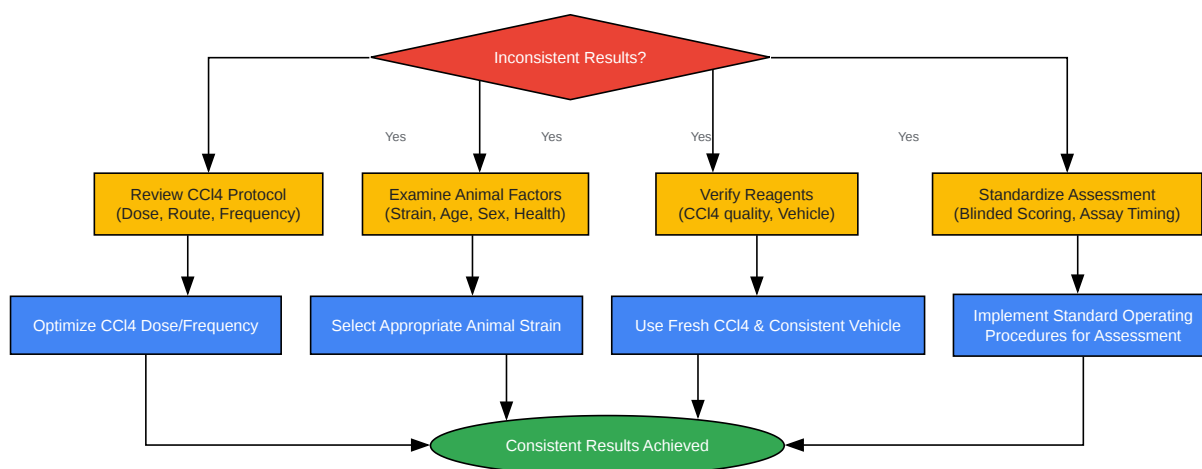 Inconsistent Results?
Yes
Yes
Yes
Yes
Review CCl4 Protocol
(Dose, Route, Frequency)
Examine Animal Factors
(Strain, Age, Sex, Health)
Verify Reagents
(CCl4 quality, Vehicle)
Standardize Assessment
(Blinded Scoring, Assay Timing)
Optimize CCl4 Dose/Frequency
Select Appropriate Animal Strain
Use Fresh CCl4 & Consistent Vehicle
Implement Standard Operating
Procedures for Assessment
Consistent Results Achieved